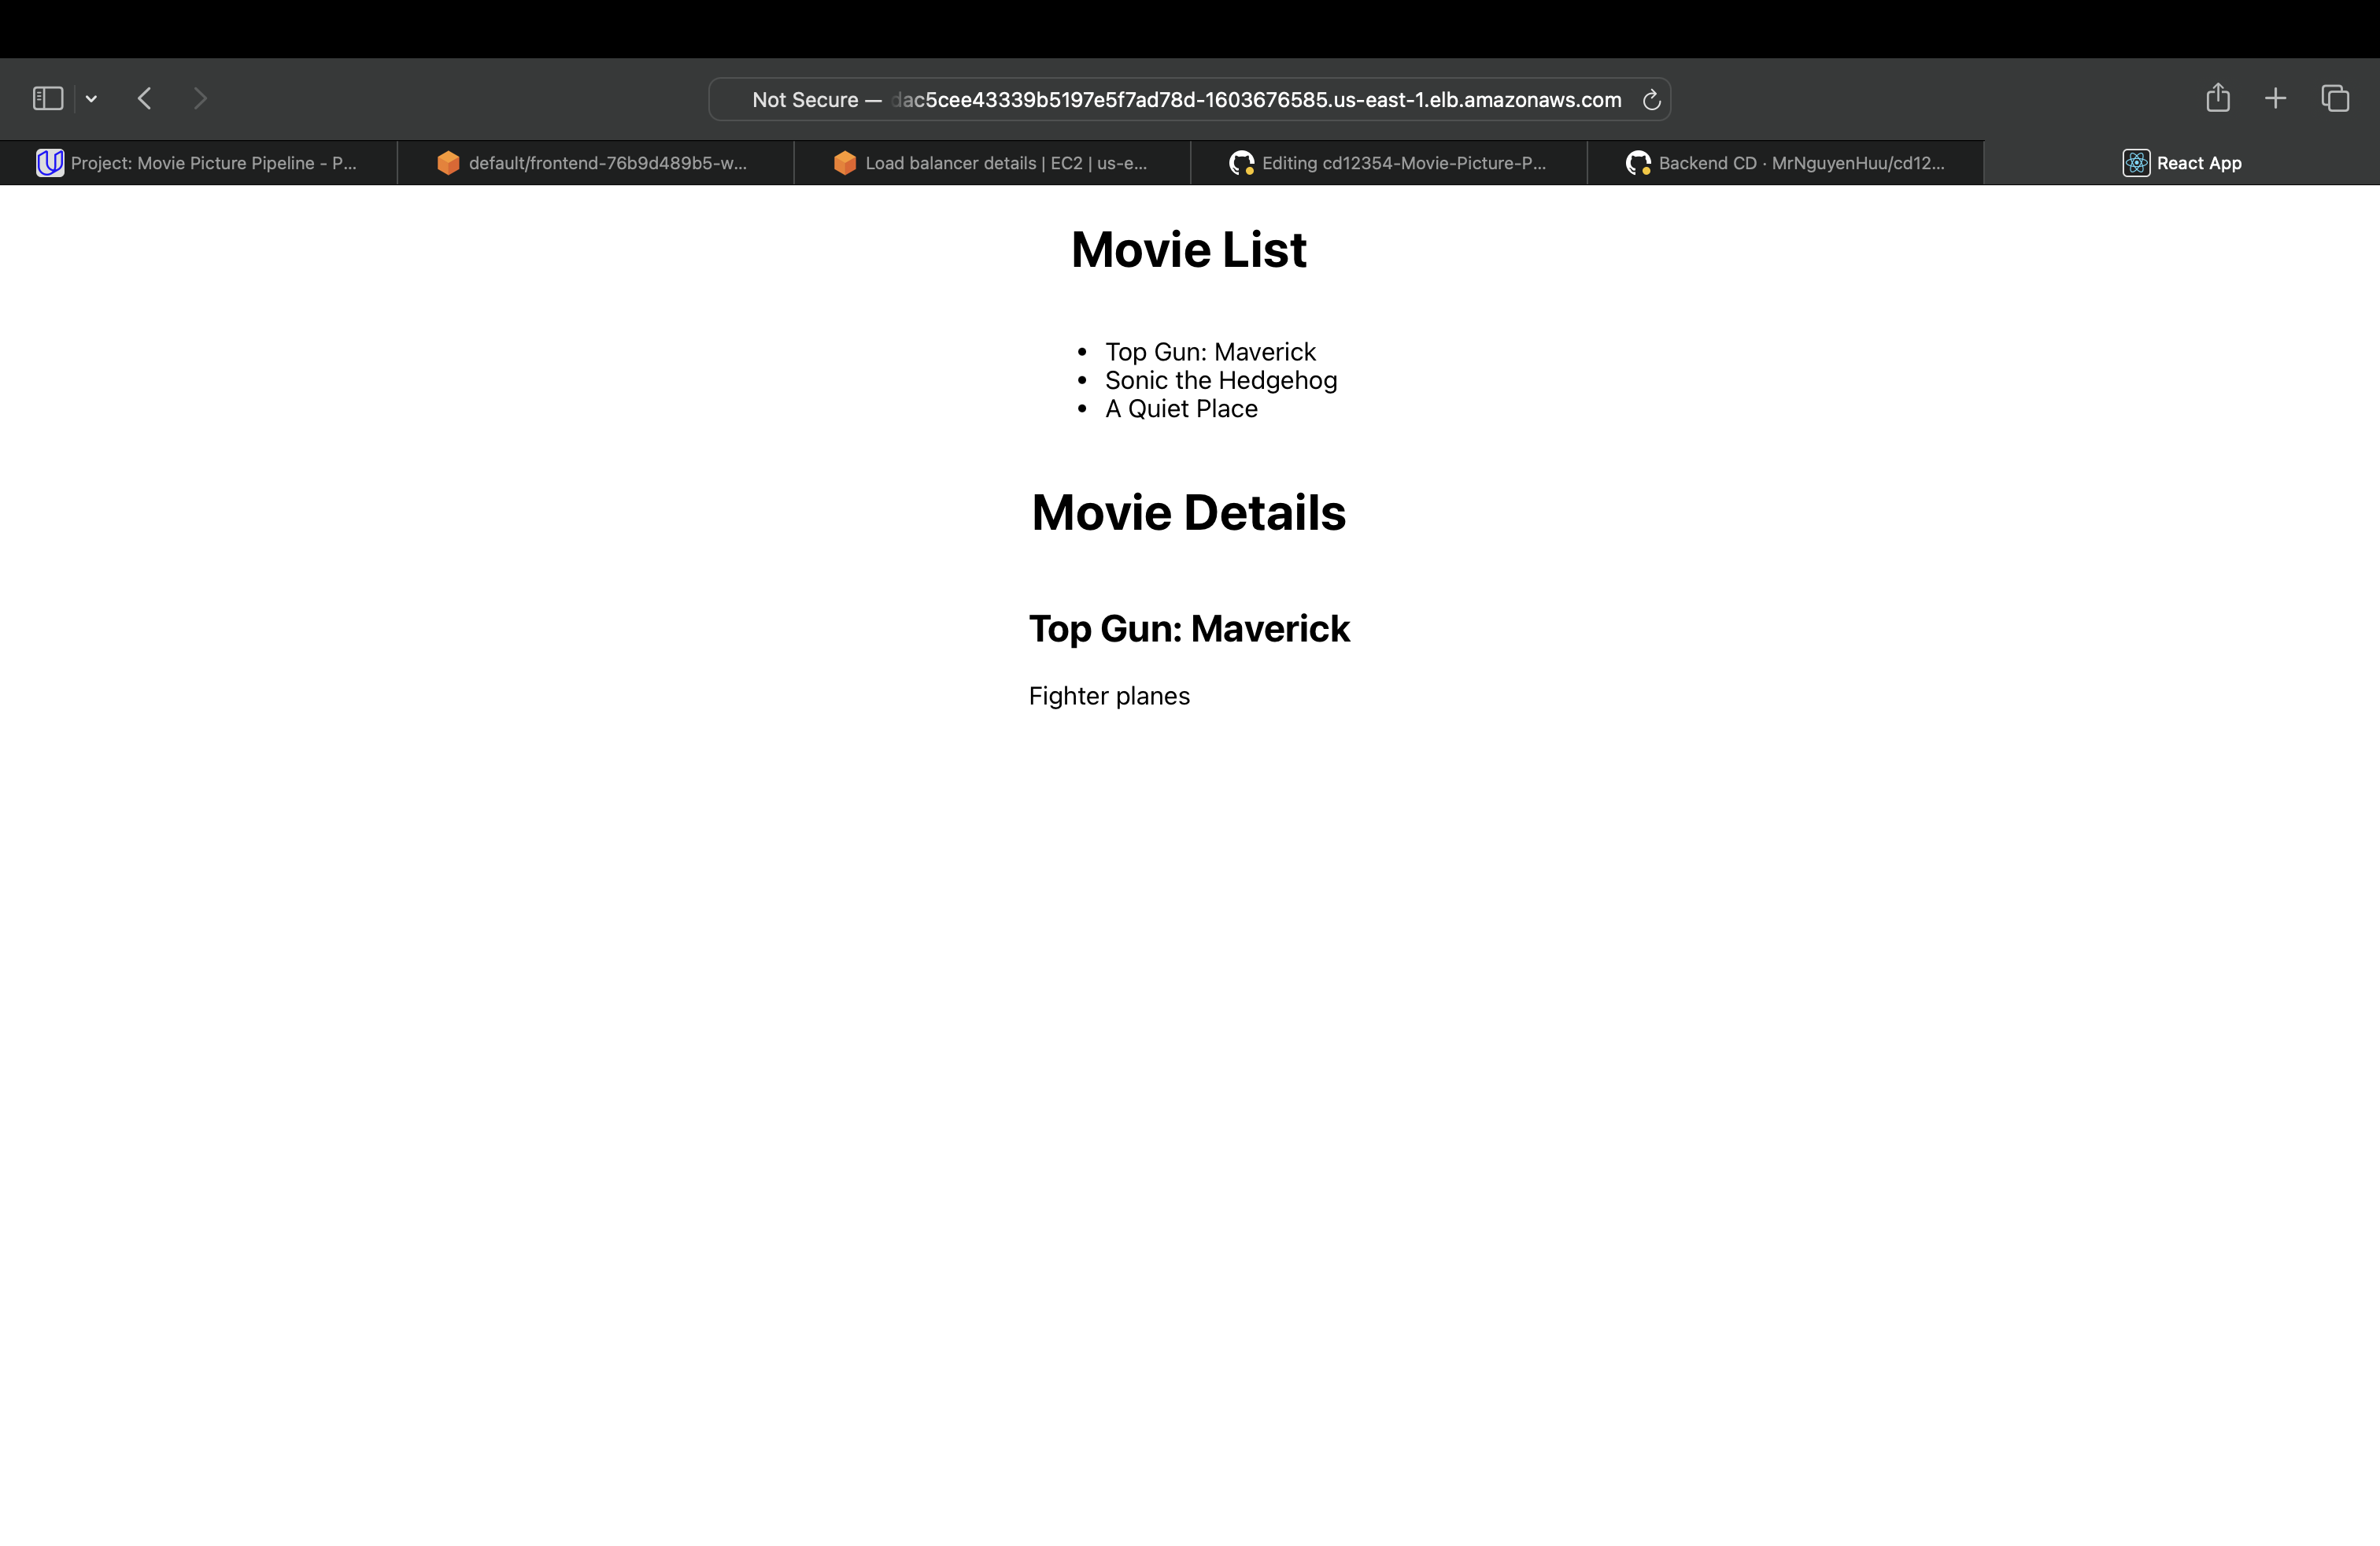 Not Secure — dac5cee43339b5197e5f7ad78d-1603676585.us-east-1.elb.amazonaws.com
Project: Movie Picture Pipeline - P...
default/frontend-76b9d489b5-w...
Load balancer details | EC2 | us-e...
Editing cd12354-Movie-Picture-P...
Backend CD · MrNguyenHuu/cd12...
React App
Movie List
• Top Gun: Maverick
• Sonic the Hedgehog
• A Quiet Place
Movie Details
Top Gun: Maverick
Fighter planes